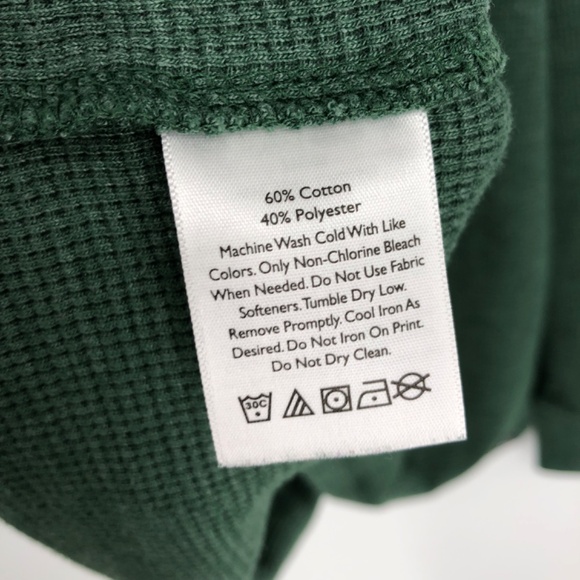 60% Cotton
40% Polyester
Machine Wash Cold With Like
Colors. Only Non-Chlorine Bleach
When Needed. Do Not Use Fabric
Softeners. Tumble Dry Low.
Remove Promptly. Cool Iron As
Desired. Do Not Iron On Print.
Do Not Dry Clean.
30C